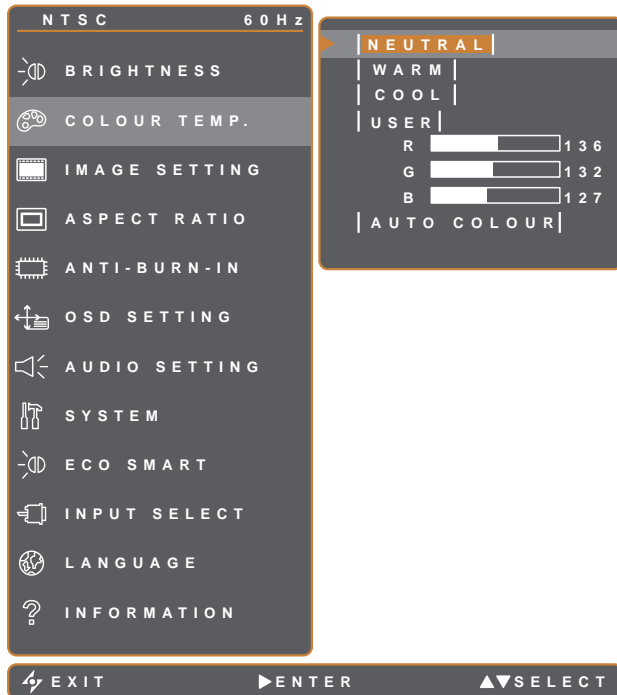 NTSC 60Hz
BRIGHTNESS
COLOUR TEMP.
IMAGE SETTING
ASPECT RATIO
ANTI-BURN-IN
OSD SETTING
AUDIO SETTING
SYSTEM
ECO SMART
INPUT SELECT
LANGUAGE
INFORMATION
NEUTRAL
WARM
COOL
USER
R 136
G 132
B 127
AUTO COLOUR
EXIT ENTER SELECT